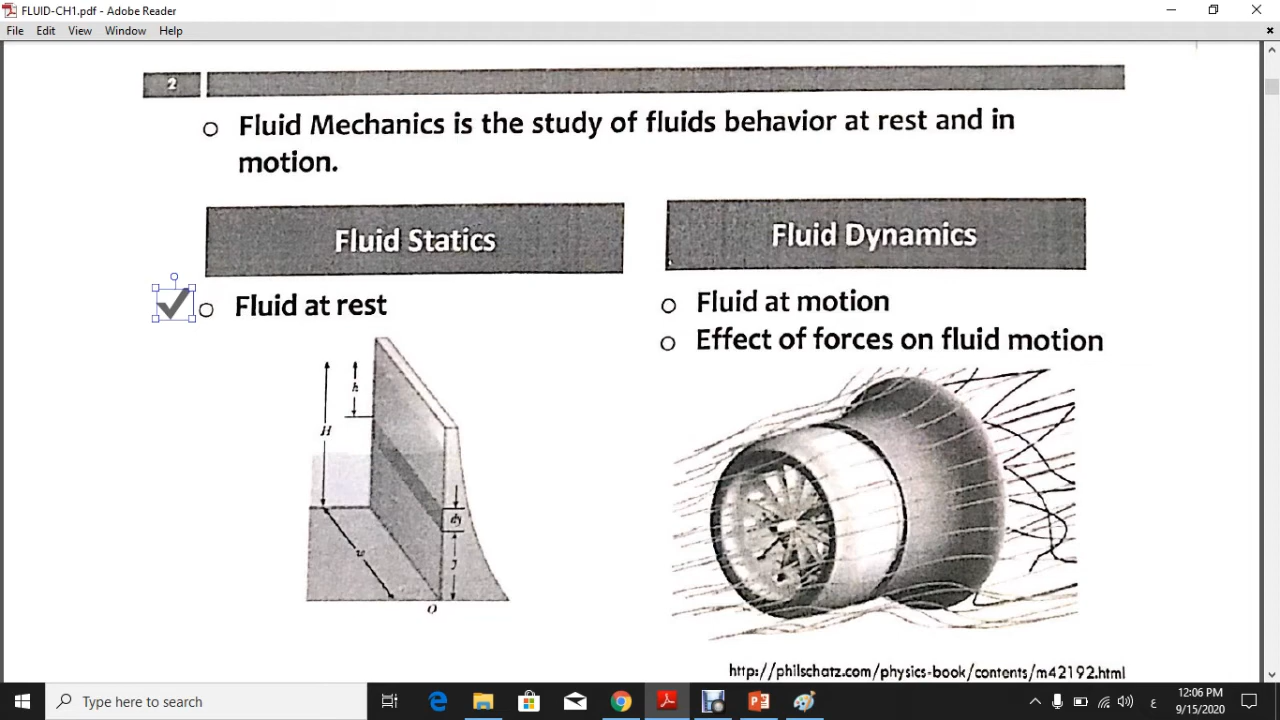 FLUID-CH1.pdf - Adobe Reader
File Edit View Window Help
2
Fluid Mechanics is the study of fluids behavior at rest and in
motion.
Fluid Statics
Fluid Dynamics
Fluid at rest
Fluid at motion
Effect of forces on fluid motion
h
H
dy
w
y
O
http://philschatz.com/physics-book/contents/m42192.html
Type here to search
ع
12:06 PM
9/15/2020